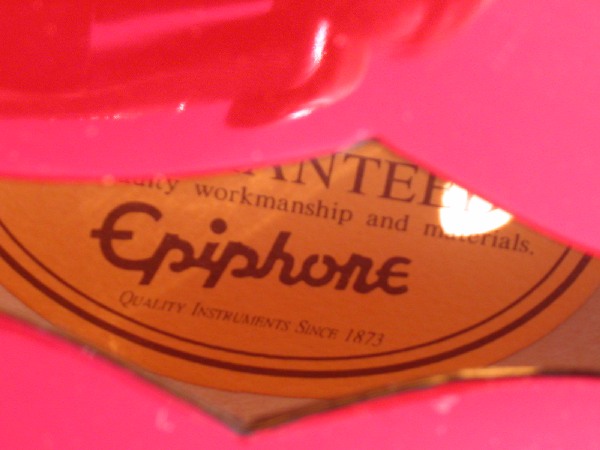 workmanship and materials.
Epiphone
QUALITY INSTRUMENTS SINCE 1873